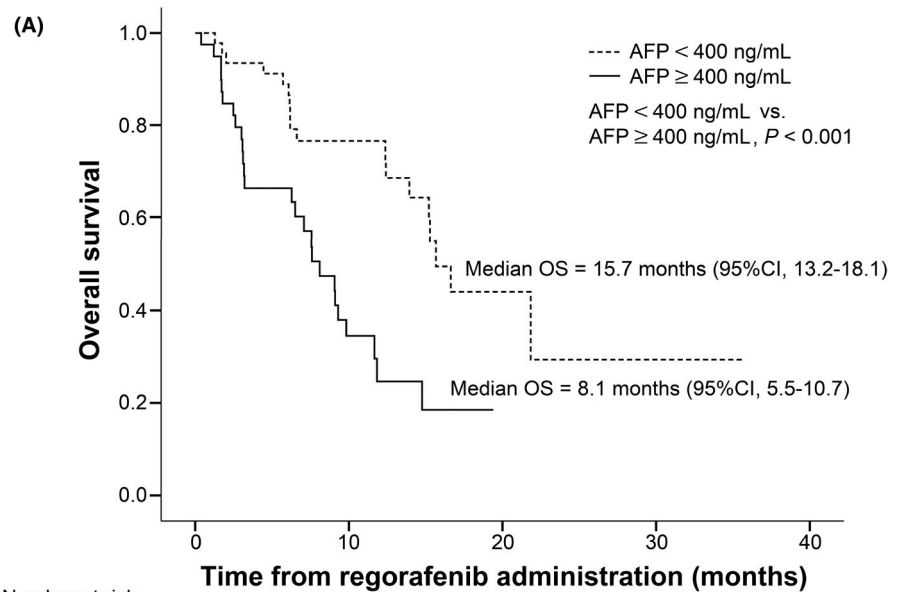 (A)
1.0
0.8
0.6
0.4
0.2
0.0
Overall survival
AFP < 400 ng/mL
AFP ≥ 400 ng/mL
AFP < 400 ng/mL vs.
AFP ≥ 400 ng/mL, P < 0.001
Median OS = 15.7 months (95%CI, 13.2-18.1)
Median OS = 8.1 months (95%CI, 5.5-10.7)
0 10 20 30 40
Time from regorafenib administration (months)